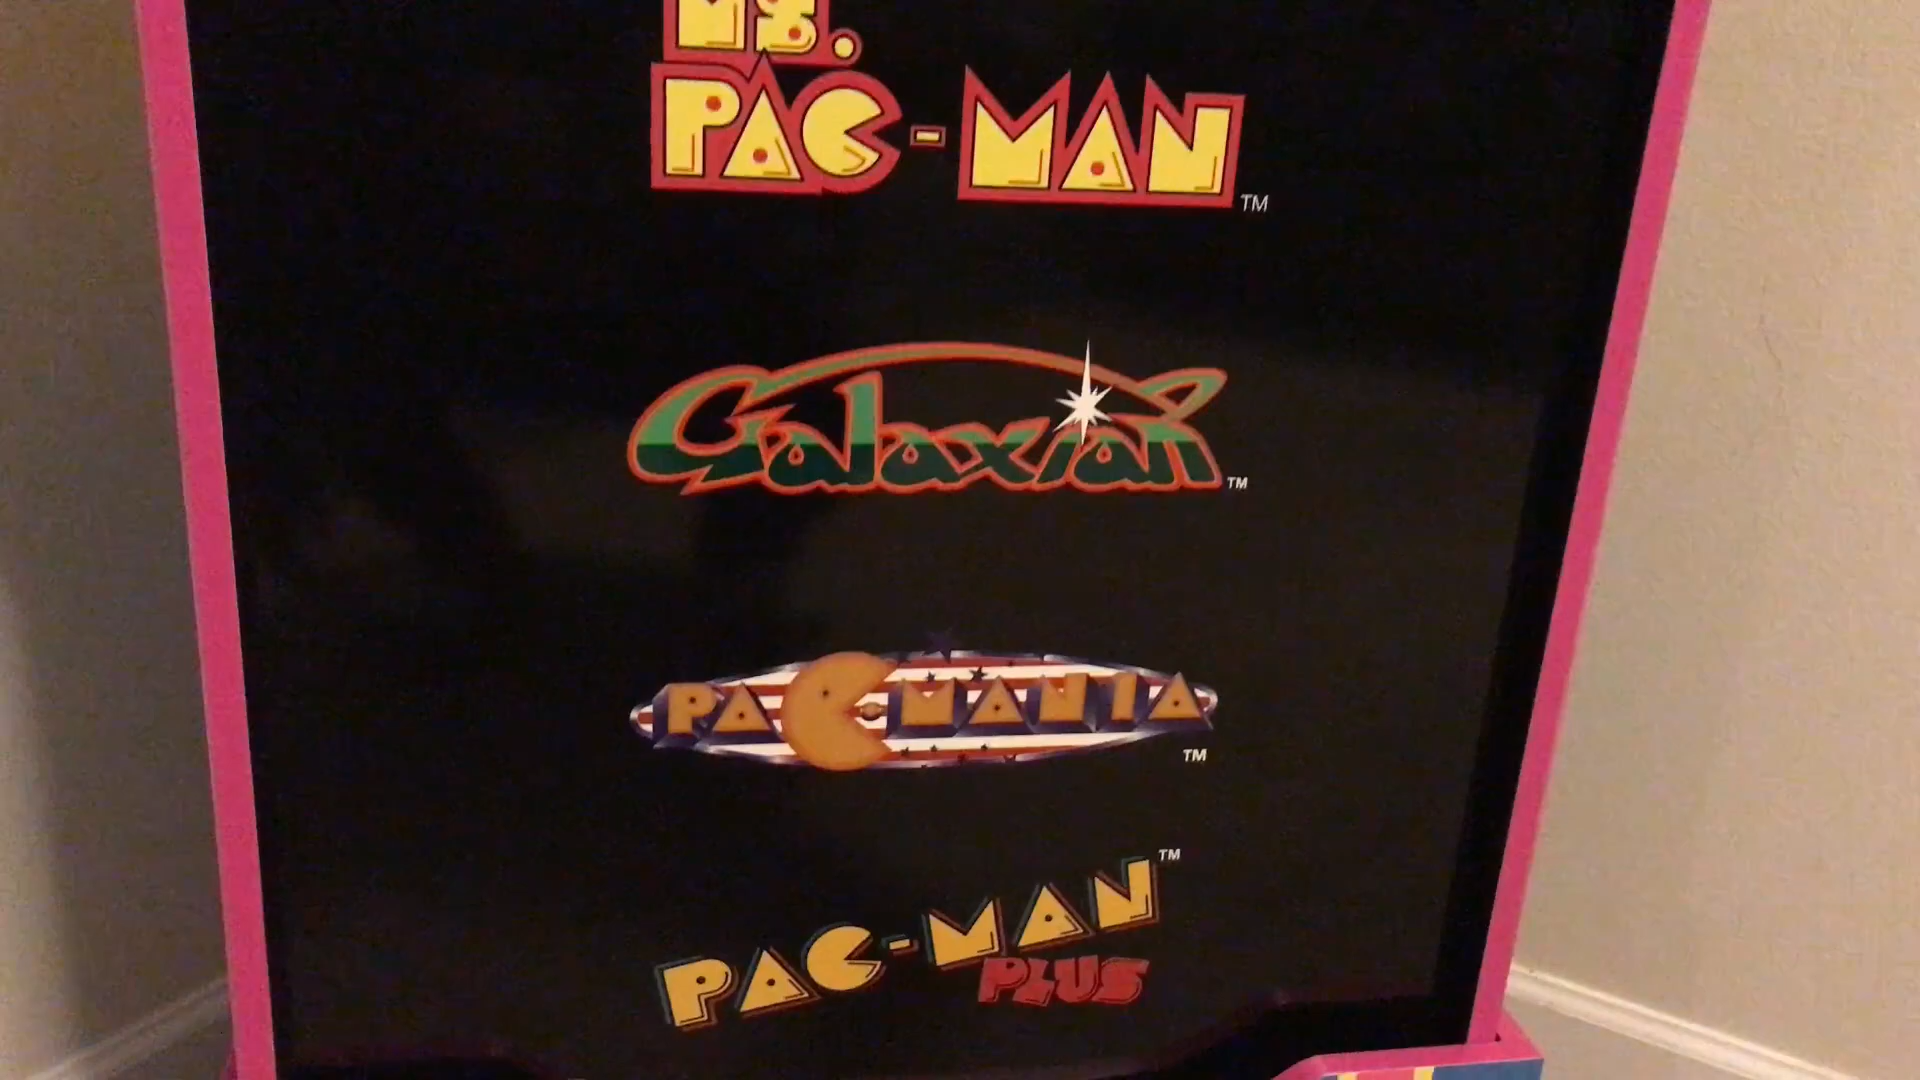 Ms.
PAC-MAN TM
Galaxian TM
PAC-MANIA
TM
TM
PAC-MAN
PLUS